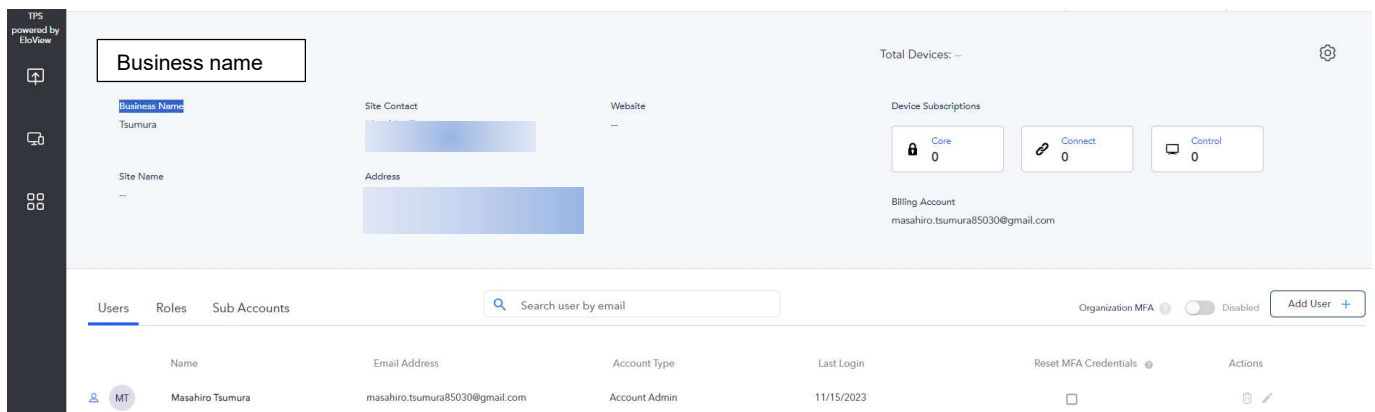 TPS
powered by
EloView
Business name
Total Devices: --
Business Name
Site Contact
Website
Device Subscriptions
Tsumura
--
Core
0
Connect
0
Control
0
Site Name
Address
--
Billing Account
masahiro.tsumura85030@gmail.com
Users Roles Sub Accounts
Search user by email
Organization MFA ? Disabled
Add User +
Name Email Address Account Type Last Login Reset MFA Credentials Actions
MT Masahiro Tsumura masahiro.tsumura85030@gmail.com Account Admin 11/15/2023